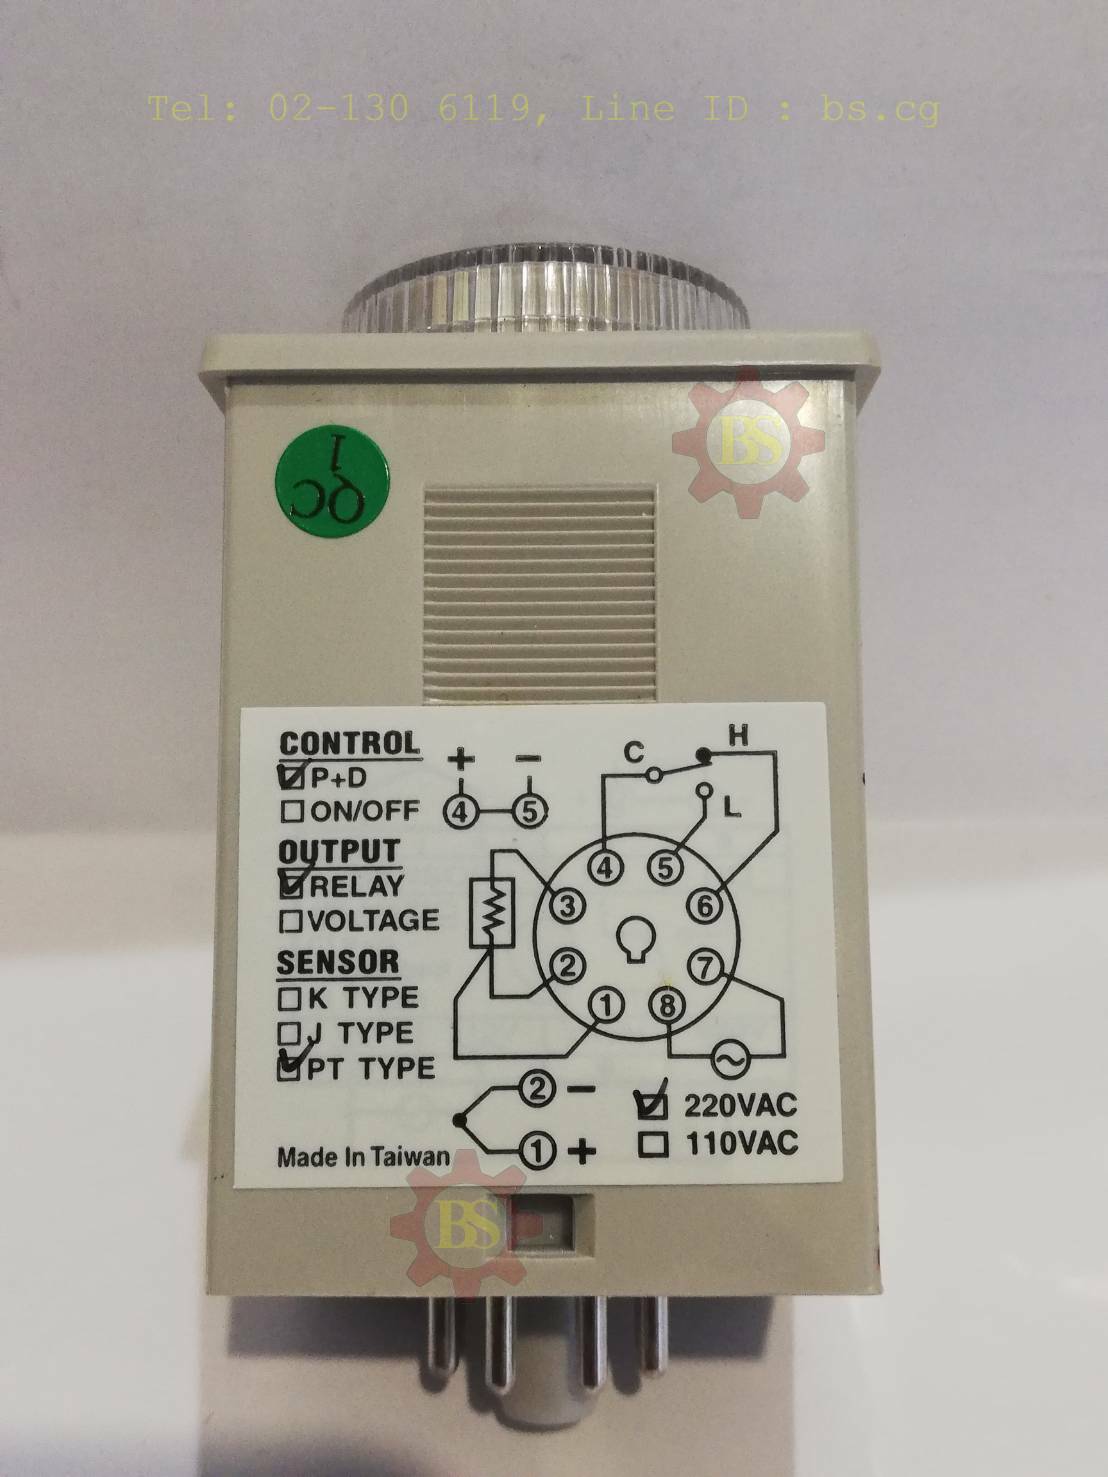 Tel: 02-130 6119, Line ID : bs.cg
BS
QC
1
CONTROL
P+D
ON/OFF
OUTPUT
RELAY
VOLTAGE
SENSOR
K TYPE
J TYPE
PT TYPE
Made In Taiwan
+ −
4 5
C H
L
4 5
3 6
2 7
1 8
~
2 −
1 +
220VAC
110VAC
BS